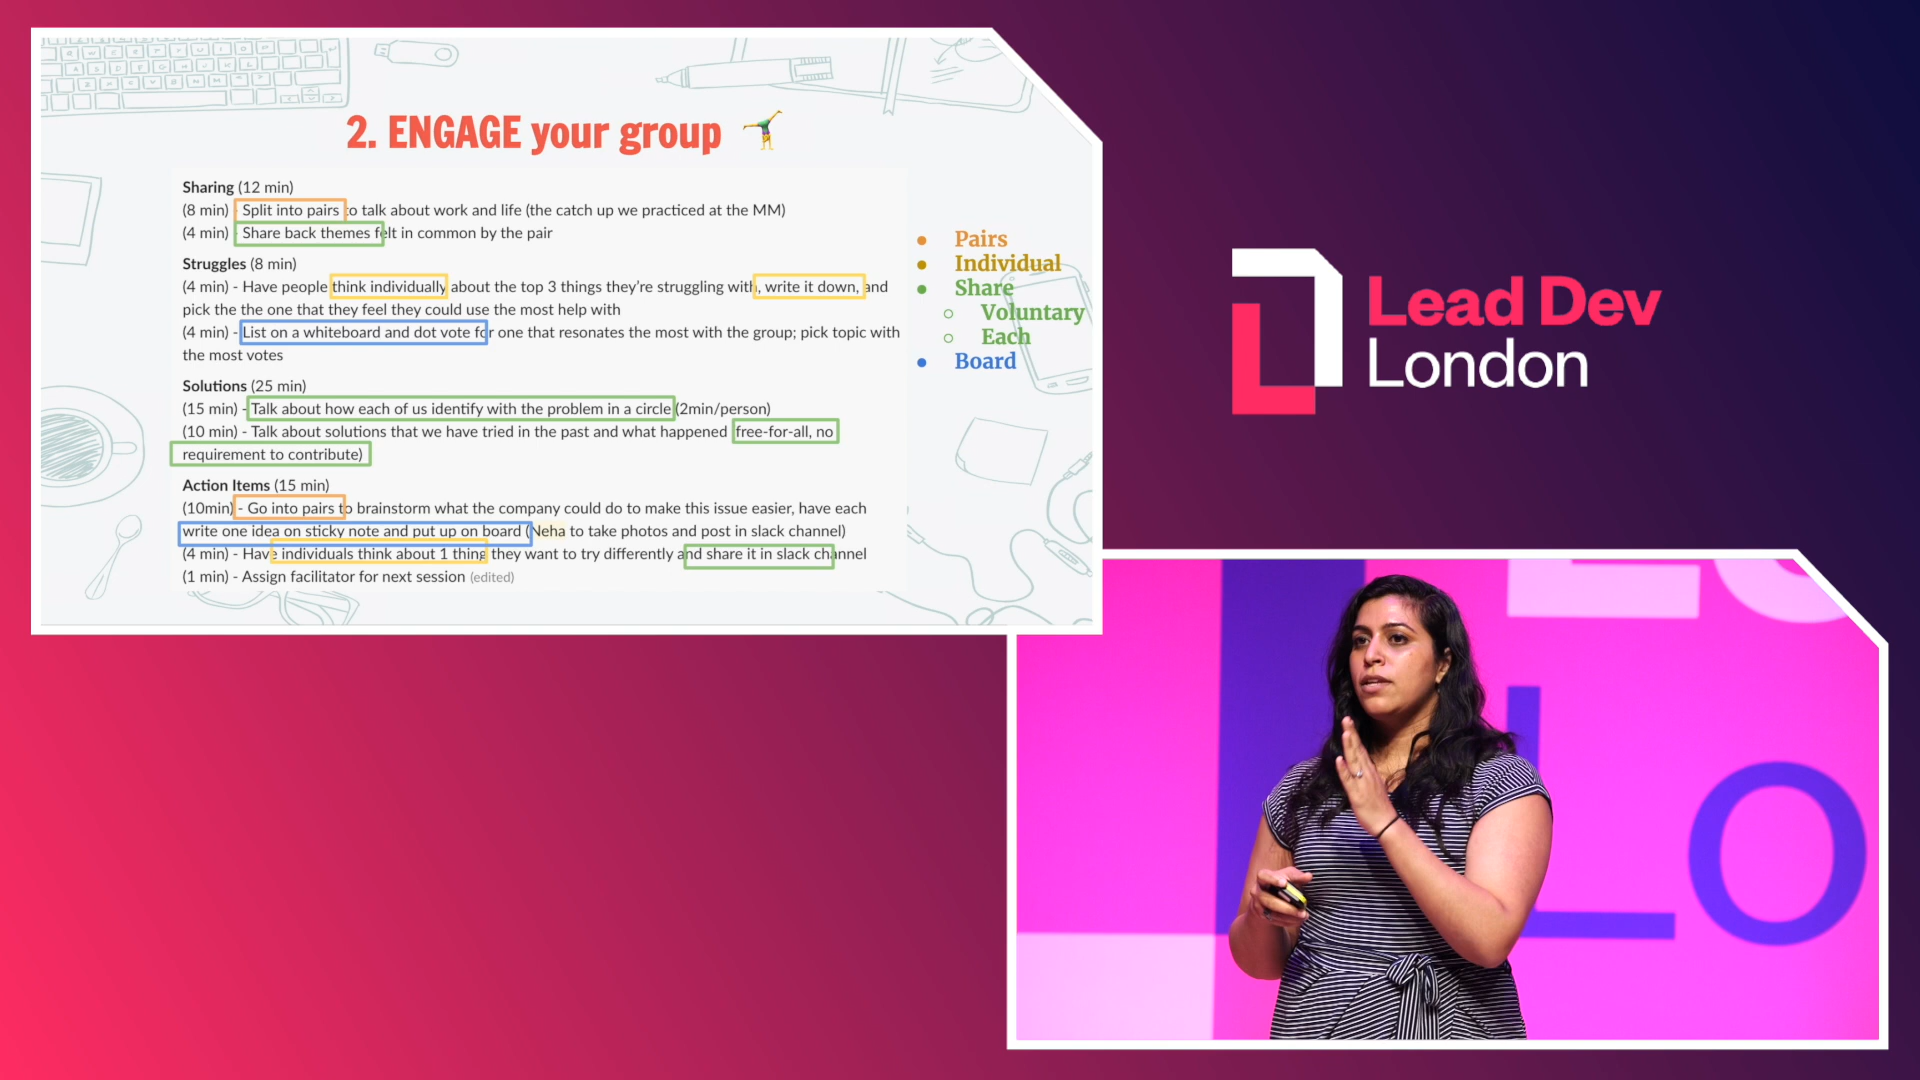 2. ENGAGE your group
Sharing (12 min)
(8 min) - Split into pairs to talk about work and life (the catch up we practiced at the MM)
(4 min) - Share back themes felt in common by the pair
Struggles (8 min)
(4 min) - Have people think individually about the top 3 things they're struggling with, write it down, and
pick the the one that they feel they could use the most help with
(4 min) - List on a whiteboard and dot vote for one that resonates the most with the group; pick topic with
the most votes
Solutions (25 min)
(15 min) - Talk about how each of us identify with the problem in a circle (2min/person)
(10 min) - Talk about solutions that we have tried in the past and what happened free-for-all, no
requirement to contribute)
Action Items (15 min)
(10min) - Go into pairs to brainstorm what the company could do to make this issue easier, have each
write one idea on sticky note and put up on board (Neha to take photos and post in slack channel)
(4 min) - Have individuals think about 1 thing they want to try differently and share it in slack channel
(1 min) - Assign facilitator for next session (edited)
Pairs
Individual
Share
Voluntary
Each
Board
Lead Dev
London
Lo